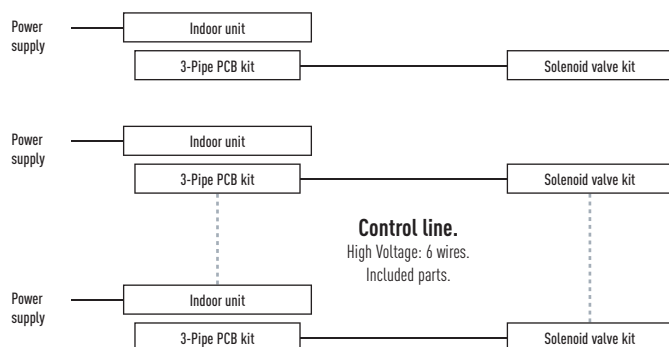 Power
supply
Indoor unit
3-Pipe PCB kit
Solenoid valve kit
Power
supply
Indoor unit
3-Pipe PCB kit
Solenoid valve kit
Control line.
High Voltage: 6 wires.
Included parts.
Power
supply
Indoor unit
3-Pipe PCB kit
Solenoid valve kit